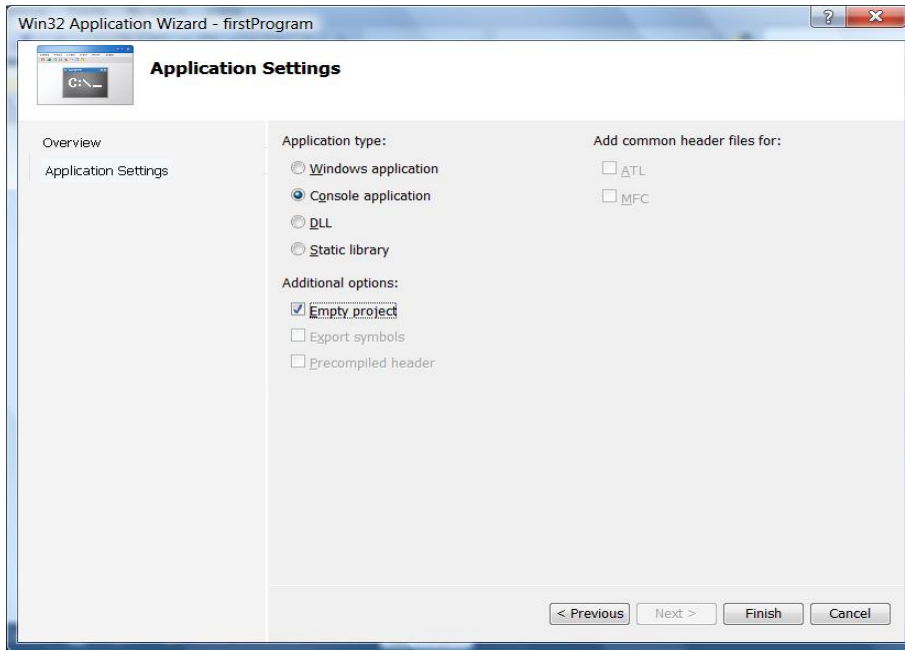 Win32 Application Wizard - firstProgram
Application Settings
C:\_
Overview
Application Settings
Application type:
Windows application
Console application
DLL
Static library
Additional options:
Empty project
Export symbols
Precompiled header
Add common header files for:
ATL
MFC
< Previous
Next >
Finish
Cancel